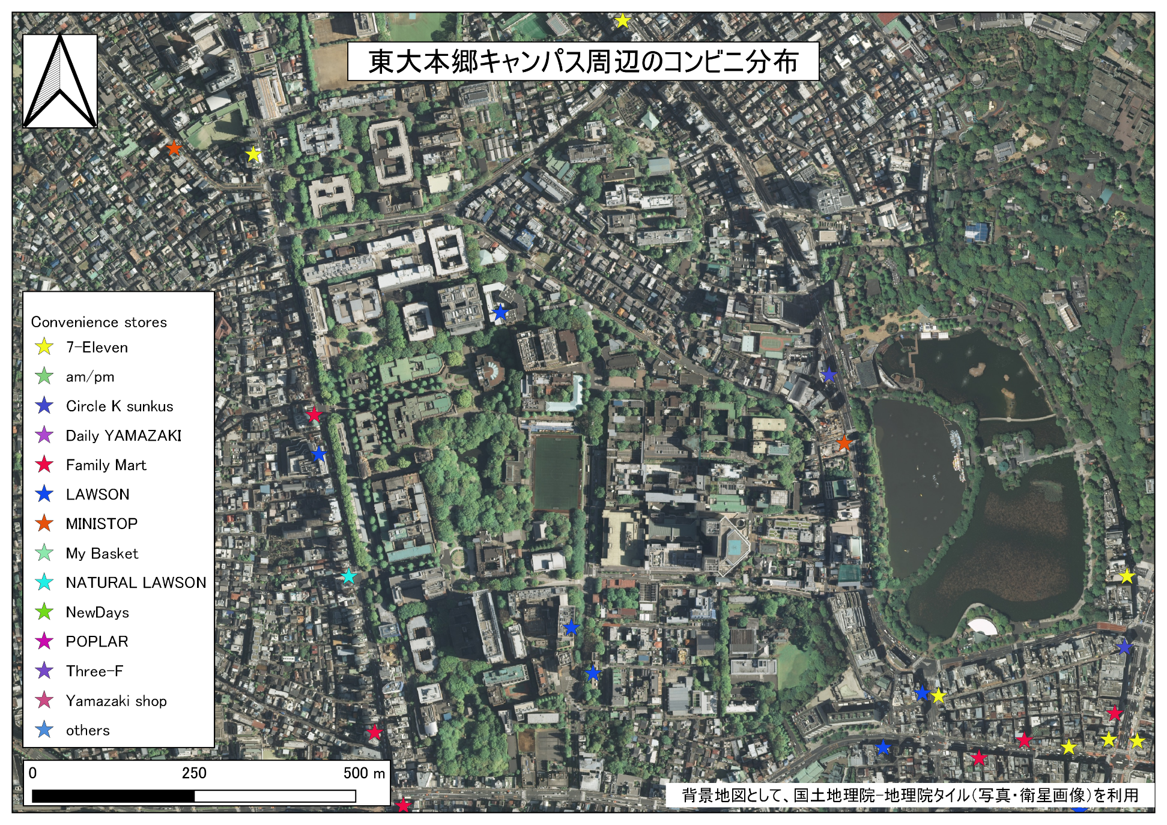 東大本郷キャンパス周辺のコンビニ分布
Convenience stores
7-Eleven
am/pm
Circle K sunkus
Daily YAMAZAKI
Family Mart
LAWSON
MINISTOP
My Basket
NATURAL LAWSON
NewDays
POPLAR
Three-F
Yamazaki shop
others
0 250 500 m
背景地図として、国土地理院-地理院タイル(写真・衛星画像)を利用